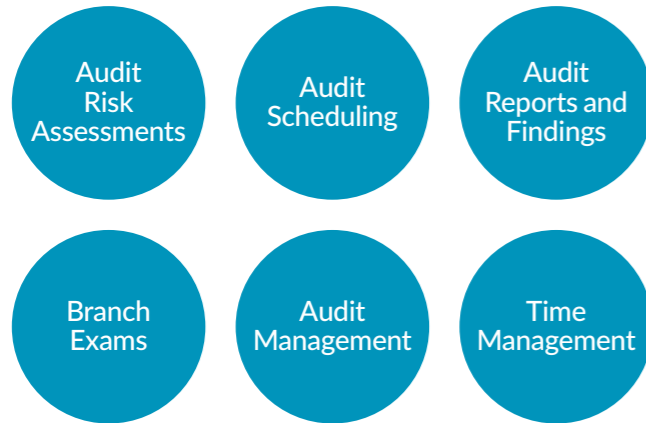 Audit
Risk
Assessments
Audit
Scheduling
Audit
Reports and
Findings
Branch
Exams
Audit
Management
Time
Management